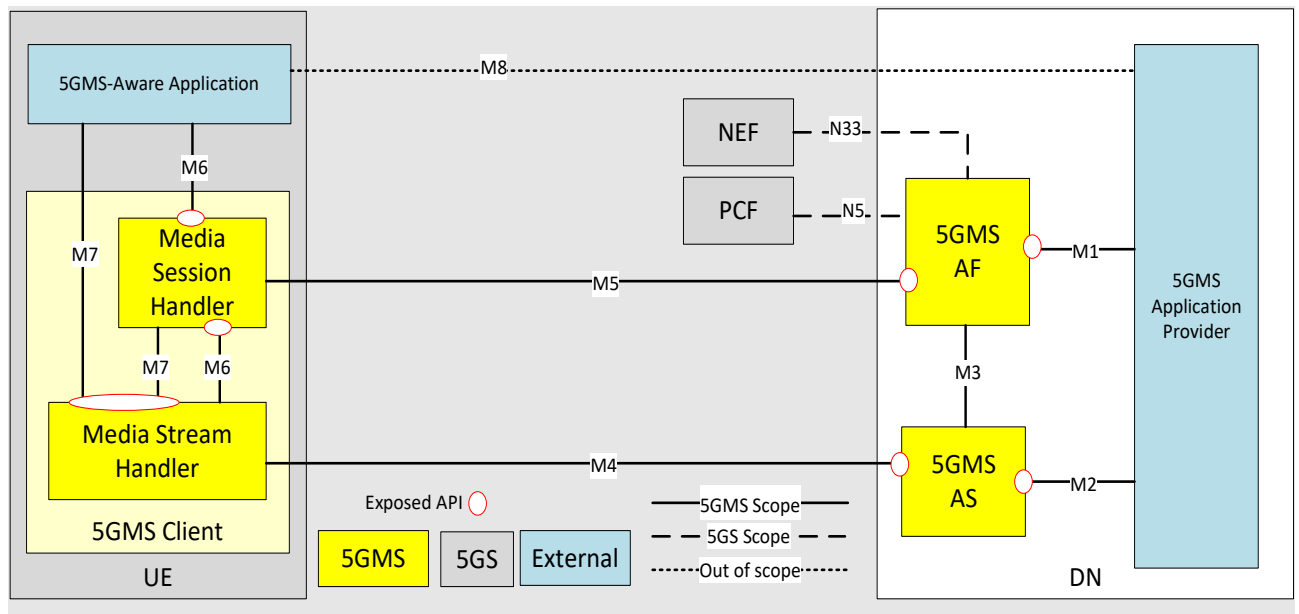 5GMS-Aware Application
M8
NEF
N33
M6
PCF
N5
Media
Session
Handler
M7
5GMS
AF
M1
M5
5GMS
Application
Provider
M7
M6
M3
Media Stream
Handler
M4
5GMS
AS
M2
5GMS Client
Exposed API
5GMS Scope
5GMS
5GS
External
5GS Scope
Out of scope
UE
DN